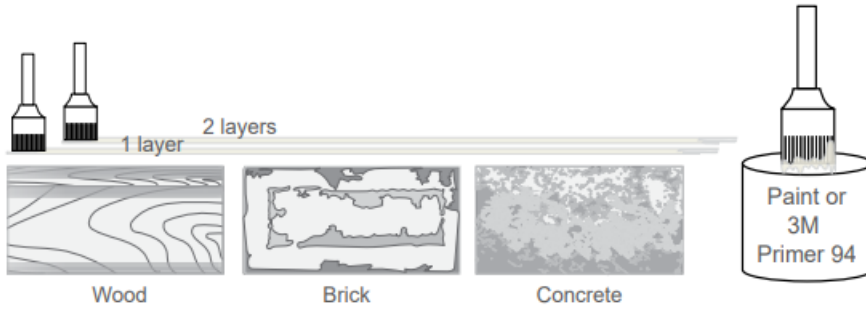 2 layers
1 layer
Paint or
3M
Primer 94
Wood
Brick
Concrete